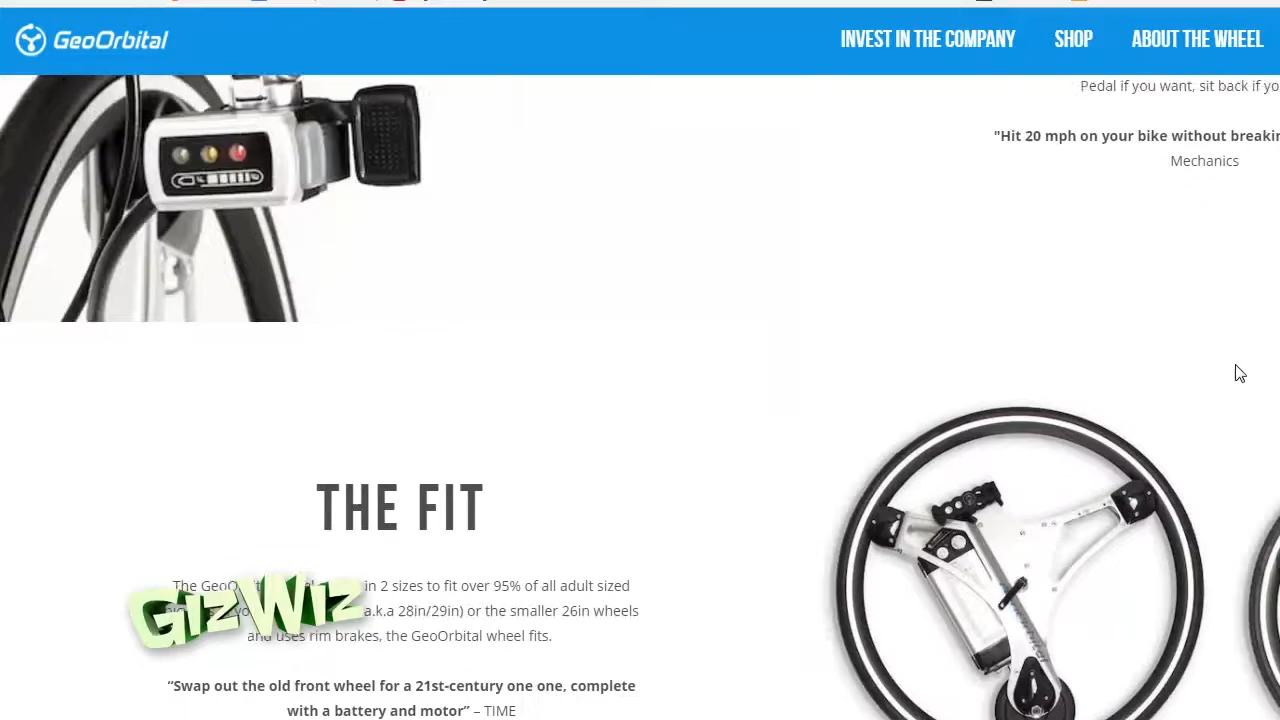 GeoOrbital
INVEST IN THE COMPANY
SHOP
ABOUT THE WHEEL
Pedal if you want, sit back if yo
"Hit 20 mph on your bike without breakin
Mechanics
THE FIT
The GeoO in 2 sizes to fit over 95% of all adult sized
a.k.a 28in/29in) or the smaller 26in wheels
and uses rim brakes, the GeoOrbital wheel fits.
GizWiz
"Swap out the old front wheel for a 21st-century one one, complete
with a battery and motor" – TIME